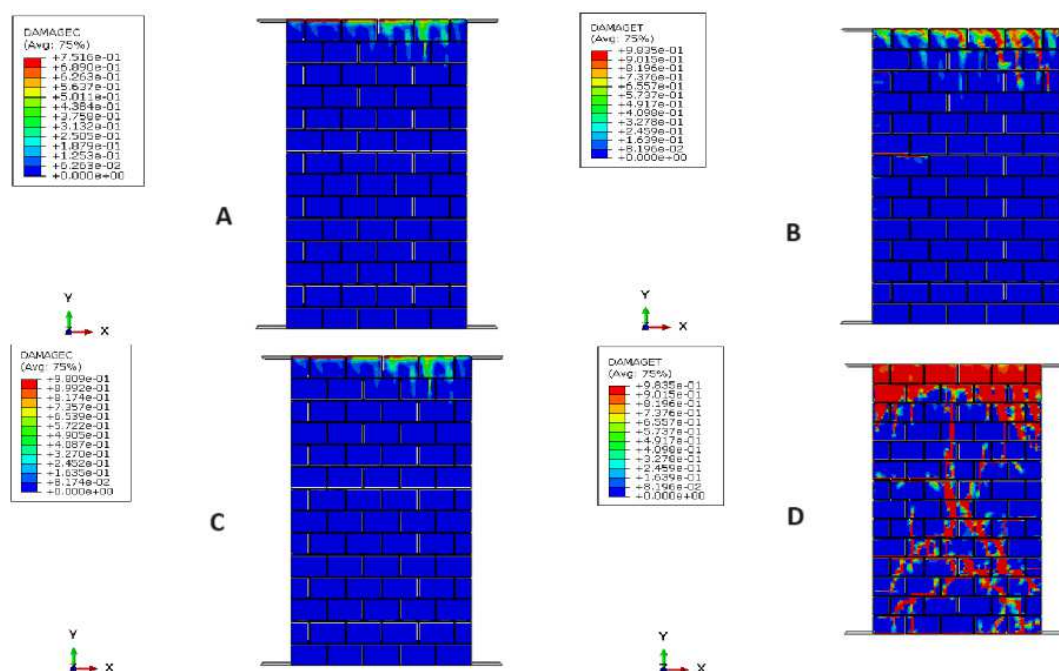 DAMAGEC
(Avg: 75%)
+7.516e-01
+6.890e-01
+6.263e-01
+5.637e-01
+5.011e-01
+4.384e-01
+3.758e-01
+3.132e-01
+2.505e-01
+1.879e-01
+1.253e-01
+6.263e-02
+0.000e+00
A
Y
X
DAMAGET
(Avg: 75%)
+9.835e-01
+9.015e-01
+8.196e-01
+7.376e-01
+6.557e-01
+5.737e-01
+4.917e-01
+4.098e-01
+3.278e-01
+2.459e-01
+1.639e-01
+8.196e-02
+0.000e+00
B
Y
X
DAMAGEC
(Avg: 75%)
+9.809e-01
+8.992e-01
+8.174e-01
+7.357e-01
+6.539e-01
+5.722e-01
+4.905e-01
+4.087e-01
+3.270e-01
+2.452e-01
+1.635e-01
+8.174e-02
+0.000e+00
C
Y
X
DAMAGET
(Avg: 75%)
+9.835e-01
+9.015e-01
+8.196e-01
+7.376e-01
+6.557e-01
+5.737e-01
+4.917e-01
+4.098e-01
+3.278e-01
+2.459e-01
+1.639e-01
+8.196e-02
+0.000e+00
D
Y
X